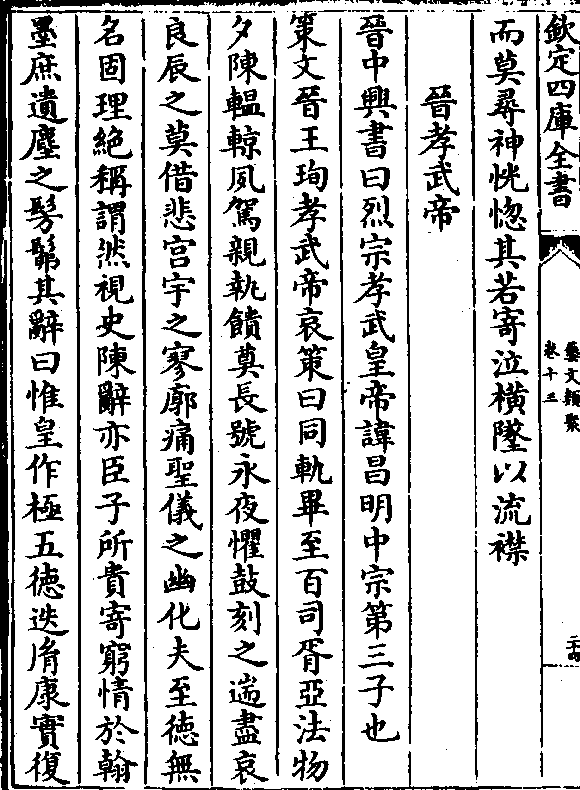 欽定四庫全書
藝文類聚
卷十三
二十四
而莫尋神恍惚其若寄泣橫墜以流襟
晉孝武帝
晉中興書曰烈宗孝武皇帝諱昌明中宗第三子也
策文晉王珣孝武帝哀策曰同軌畢至百司胥亞法物
夕陳轀輬夙駕親執饋奠長號永夜懼鼓刻之遄盡哀
良辰之莫借悲宫宇之寥廓痛聖儀之幽化夫至德無
名固理絶稱謂然視史陳辭亦臣子所貴寄窮情於翰
墨庶遺塵之髣髴其辭曰惟皇作極五德迭脩康實復